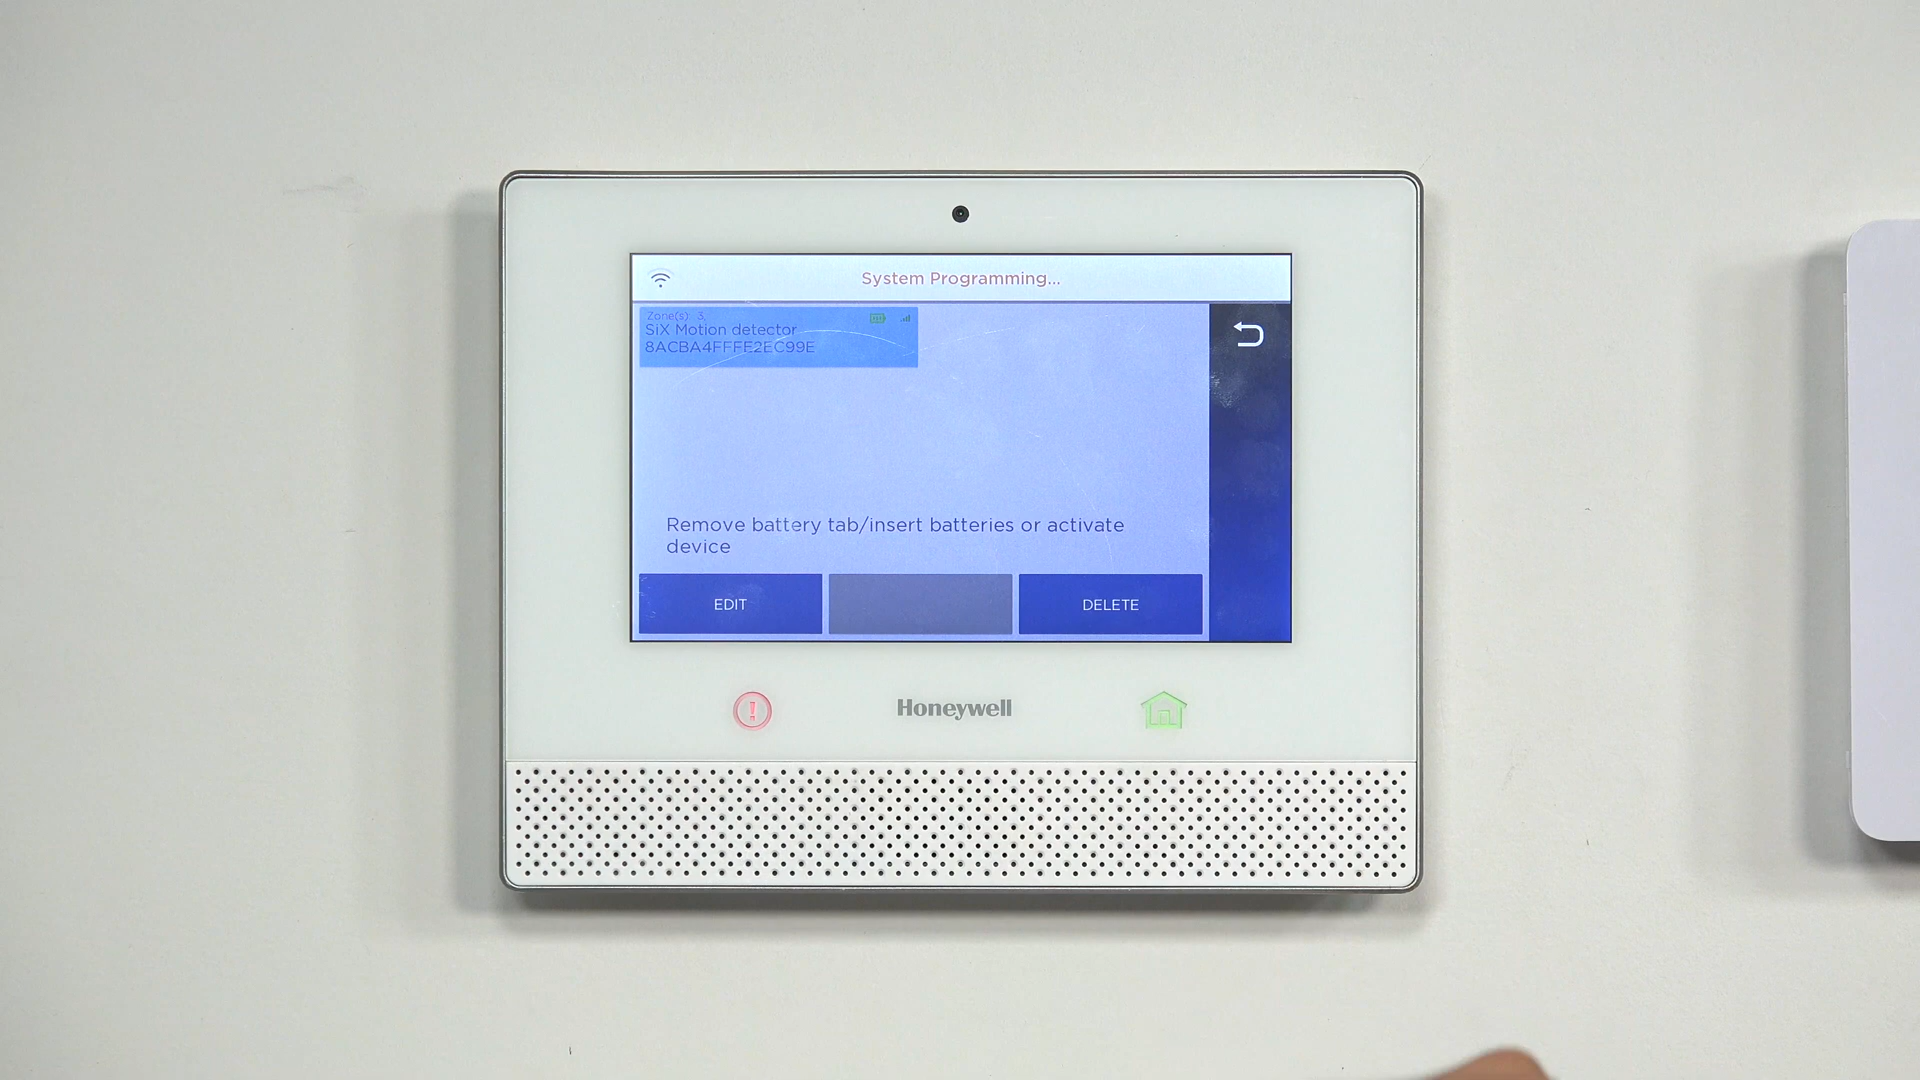 System Programming...
Zone(s): 3,
SiX Motion detector
8ACBA4FFFE2EC99E
Remove battery tab/insert batteries or activate
device
EDIT
DELETE
Honeywell